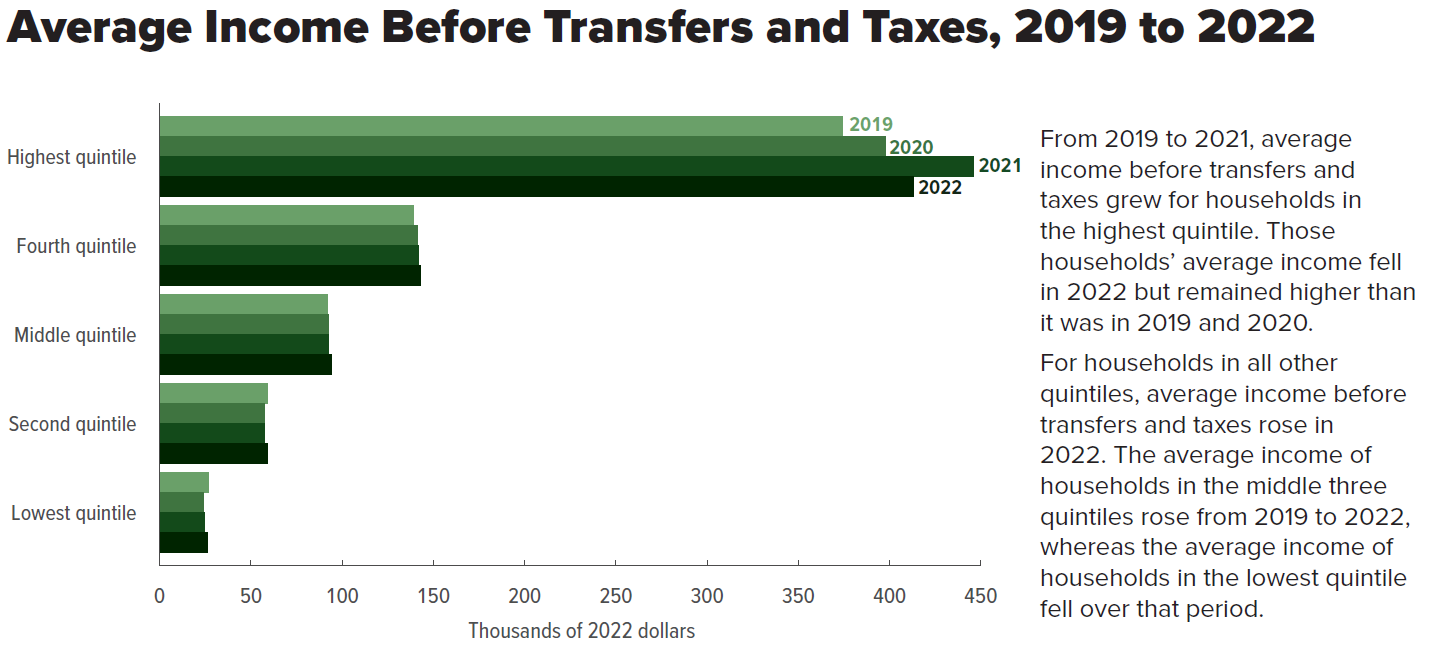 Average Income Before Transfers and Taxes, 2019 to 2022
Highest quintile
Fourth quintile
Middle quintile
Second quintile
Lowest quintile
2019
2020
2021
2022
0 50 100 150 200 250 300 350 400 450
Thousands of 2022 dollars
From 2019 to 2021, average
income before transfers and
taxes grew for households in
the highest quintile. Those
households’ average income fell
in 2022 but remained higher than
it was in 2019 and 2020.
For households in all other
quintiles, average income before
transfers and taxes rose in
2022. The average income of
households in the middle three
quintiles rose from 2019 to 2022,
whereas the average income of
households in the lowest quintile
fell over that period.